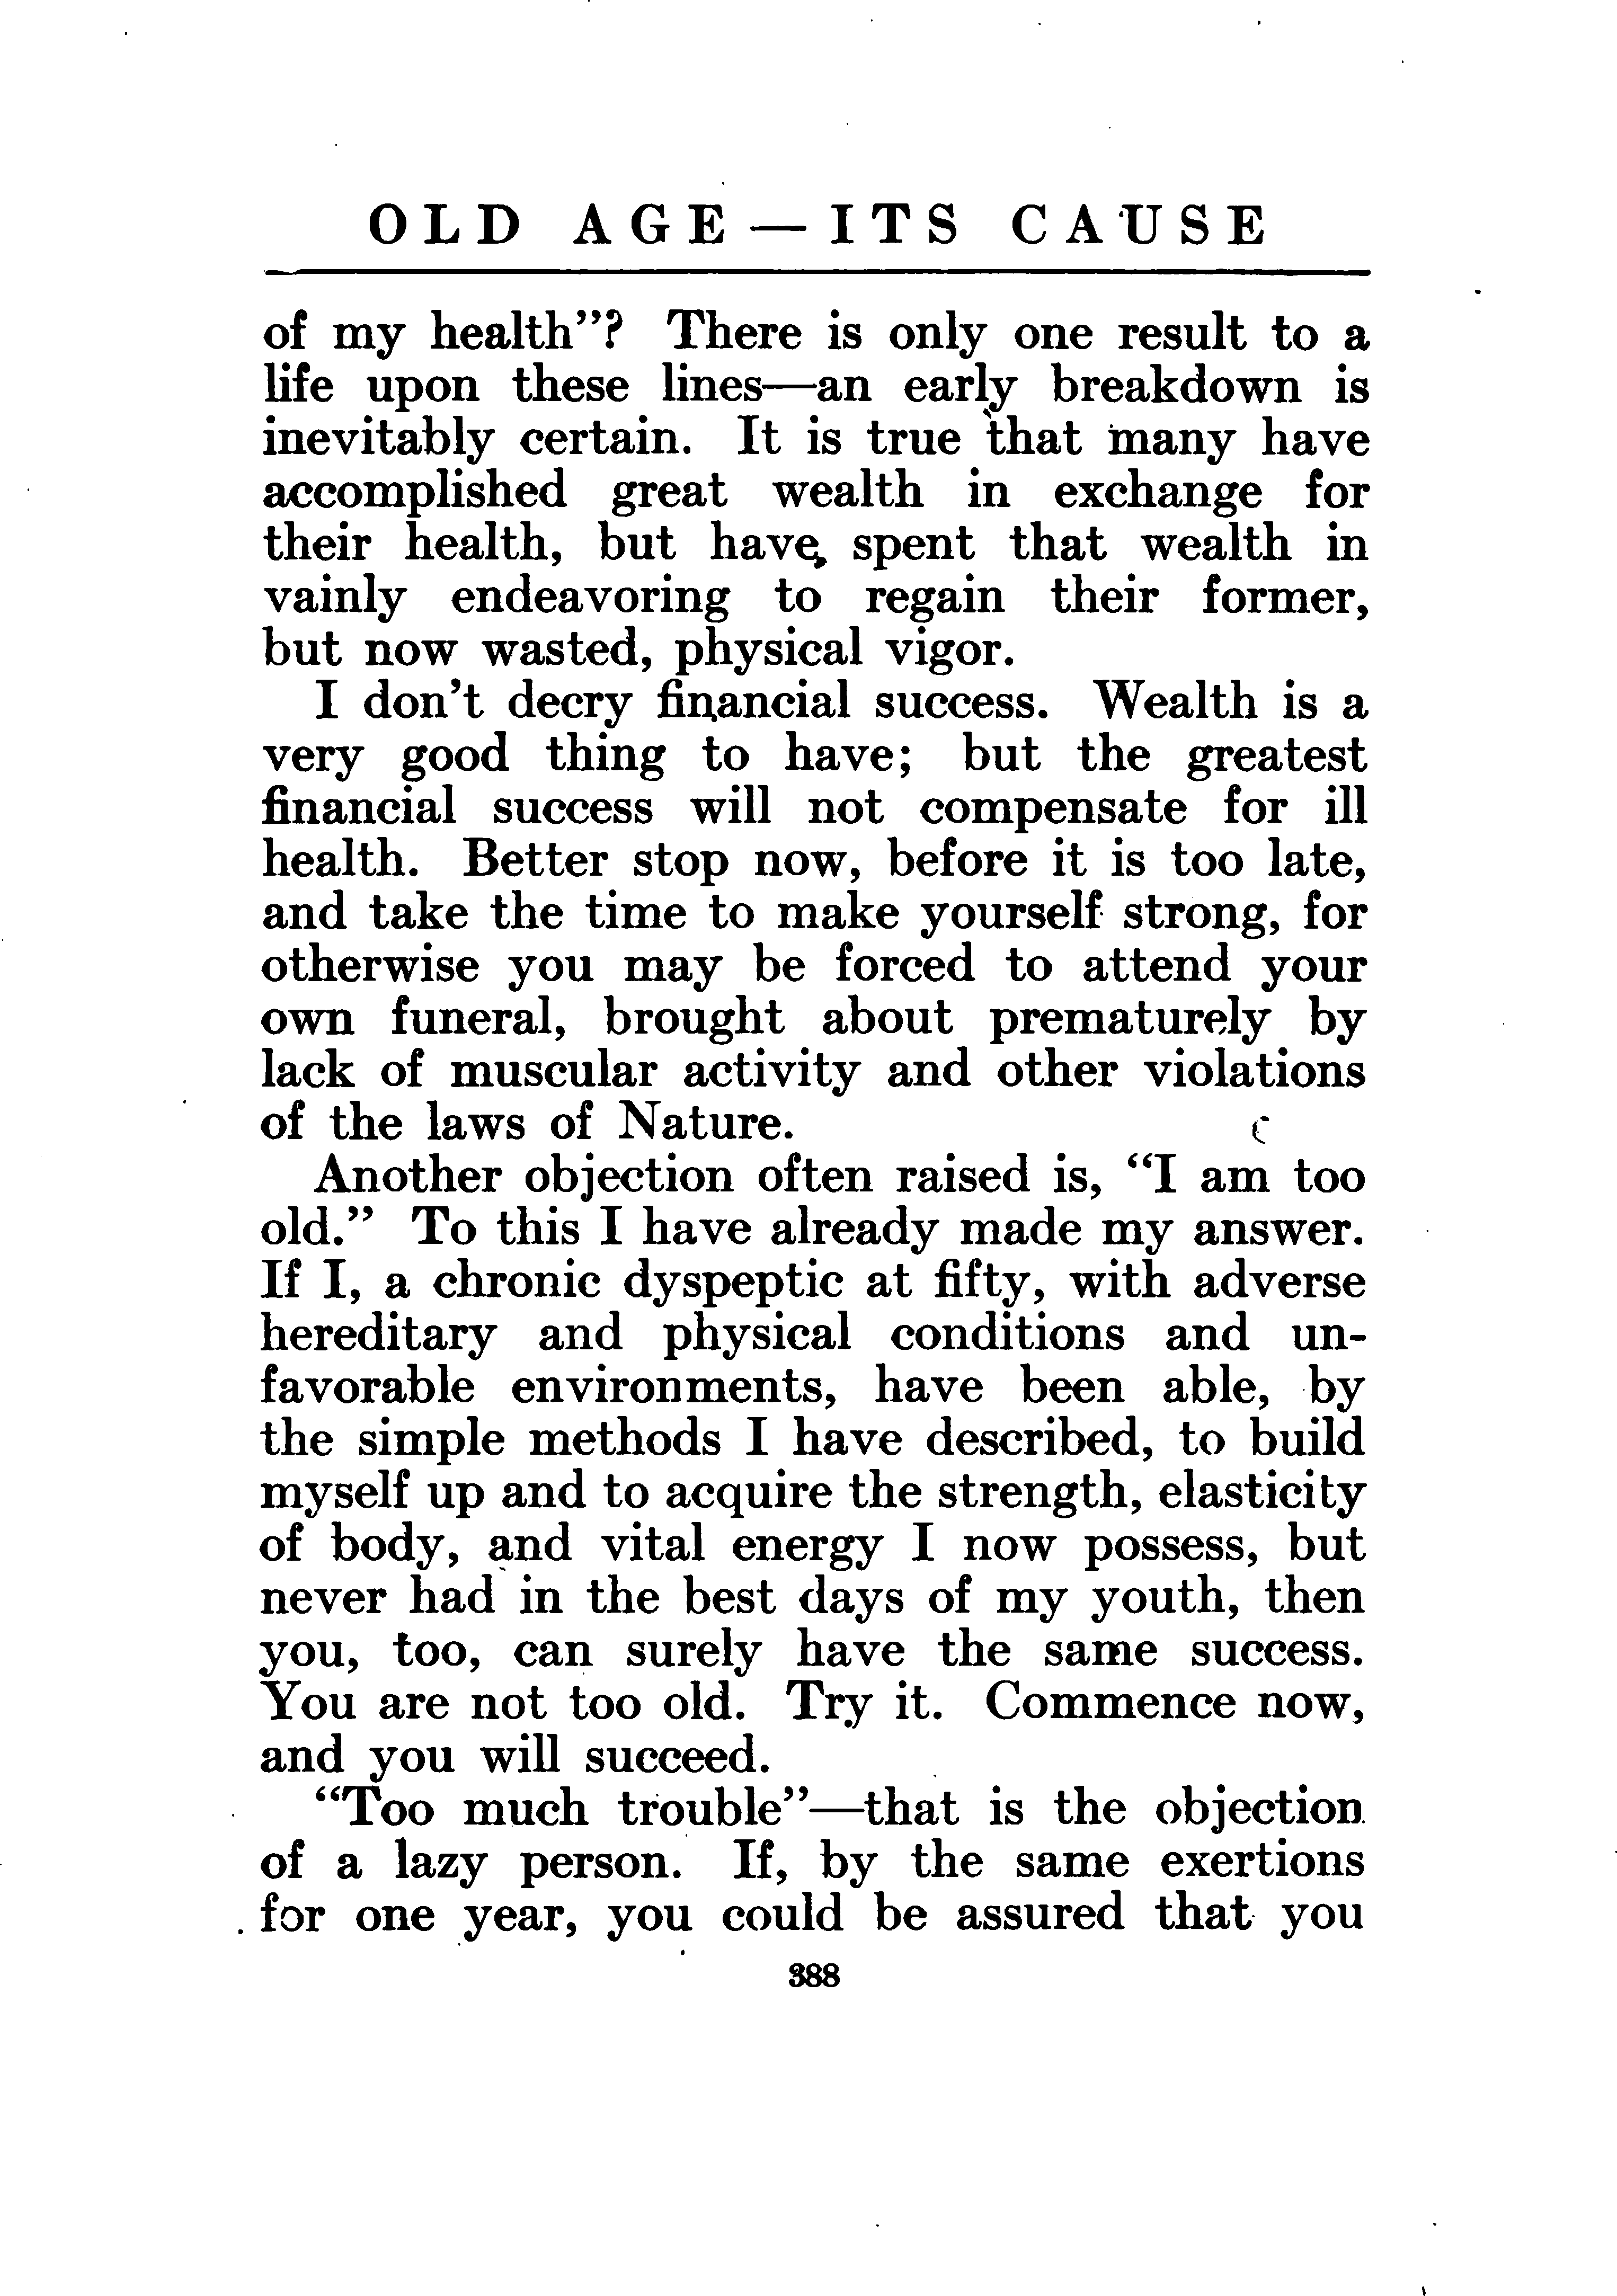 OLD AGE — ITS CAUSE
of my health”? There is only one result to a
life upon these lines—an early breakdown is
inevitably certain. It is true that many have
accomplished great wealth in exchange for
their health, but have spent that wealth in
vainly endeavoring to regain their former,
but now wasted, physical vigor.
I don’t decry financial success. Wealth is a
very good thing to have; but the greatest
financial success will not compensate for ill
health. Better stop now, before it is too late,
and take the time to make yourself strong, for
otherwise you may be forced to attend your
own funeral, brought about prematurely by
lack of muscular activity and other violations
of the laws of Nature.
Another objection often raised is, “I am too
old.” To this I have already made my answer.
If I, a chronic dyspeptic at fifty, with adverse
hereditary and physical conditions and un-
favorable environments, have been able, by
the simple methods I have described, to build
myself up and to acquire the strength, elasticity
of body, and vital energy I now possess, but
never had in the best days of my youth, then
you, too, can surely have the same success.
You are not too old. Try it. Commence now,
and you will succeed.
“Too much trouble”—that is the objection
of a lazy person. If, by the same exertions
for one year, you could be assured that you
388